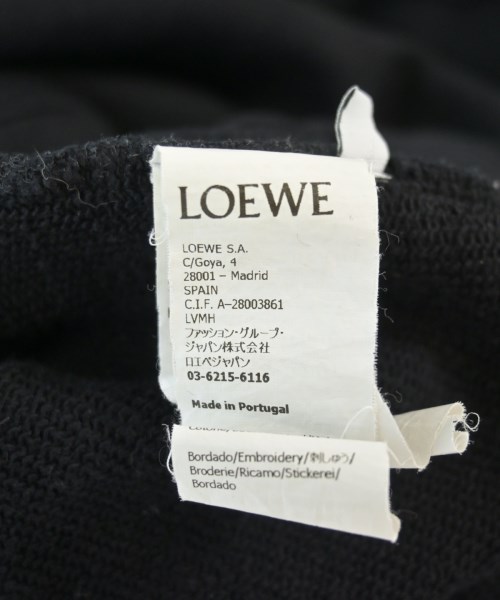 LOEWE
LOEWE S.A.
C/Goya, 4
28001 – Madrid
SPAIN
C.I.F. A–28003861
LVMH
ファッション・グループ・
ジャパン株式会社
ロエベジャパン
03-6215-6116
Made in Portugal
Bordado/Embroidery/刺しゅう/
Broderie/Ricamo/Stickerei/
Bordado